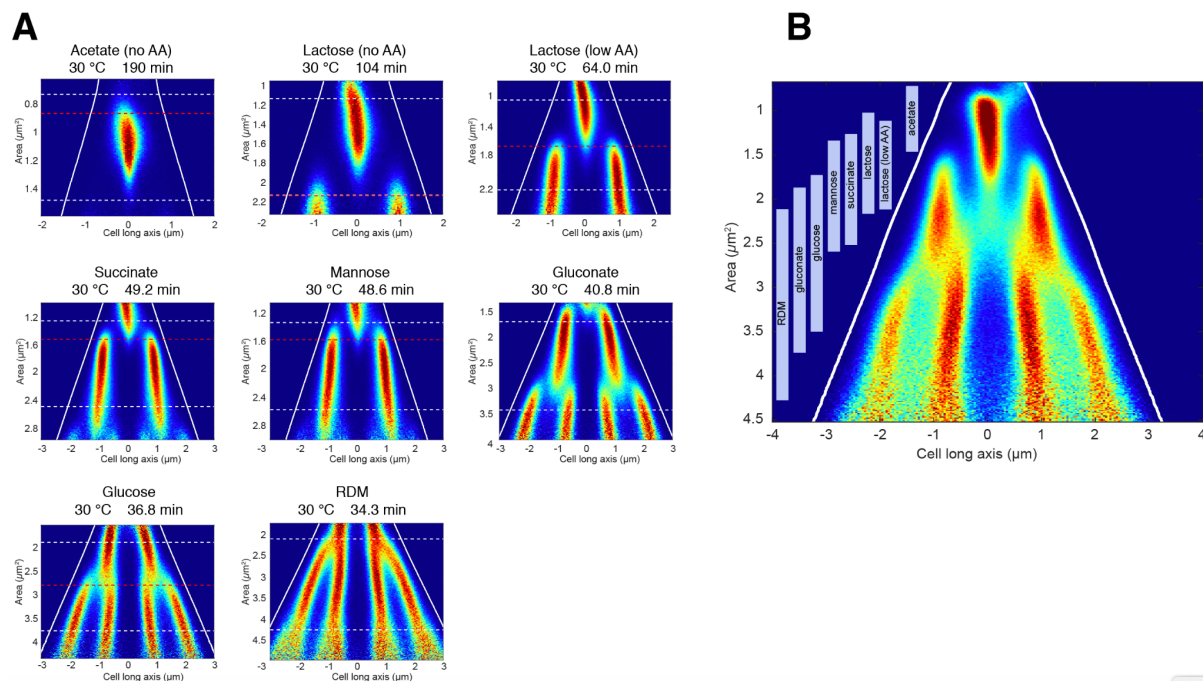 A
Acetate (no AA)
30 °C 190 min
Area (µm²)
0.8
1
1.2
1.4
-1 0 1
Cell long axis (µm)
Lactose (no AA)
30 °C 104 min
Area (µm²)
1
1.2
1.4
1.6
1.8
2
2
-2 -1 0 1 2
Cell long axis (µm)
Lactose (low AA)
30 °C 64.0 min
Area (µm²)
1
1.4
1.8
2.2
-2 -1 0 1 2
Cell long axis (µm)
Succinate
30 °C 49.2 min
Area (µm²)
1.2
1.6
2
2.4
2.8
-3 -2 -1 0 1 2 3
Cell long axis (µm)
Mannose
30 °C 48.6 min
Area (µm²)
1.2
1.6
2
2.4
2.8
-3 -2 -1 0 1 2 3
Cell long axis (µm)
Gluconate
30 °C 40.8 min
Area (µm²)
1.5
2
2.5
3
3.5
4
-3 -2 -1 0 1 2 3
Cell long axis (µm)
Glucose
30 °C 36.8 min
Area (µm²)
2
2.5
3
3.5
4
-3 -2 -1 0 1 2 3
Cell long axis (µm)
RDM
30 °C 34.3 min
Area (µm²)
2
2.5
3
3.5
4
4.5
-3 -2 -1 0 1 2 3
Cell long axis (µm)
B
Area (µm²)
1
1.5
2
2.5
3
3.5
4
4.5
RDM
gluconate
glucose
mannose
succinate
lactose
lactose (low AA)
acetate
-4 -2 -1 0 1 2 3 4
Cell long axis (µm)